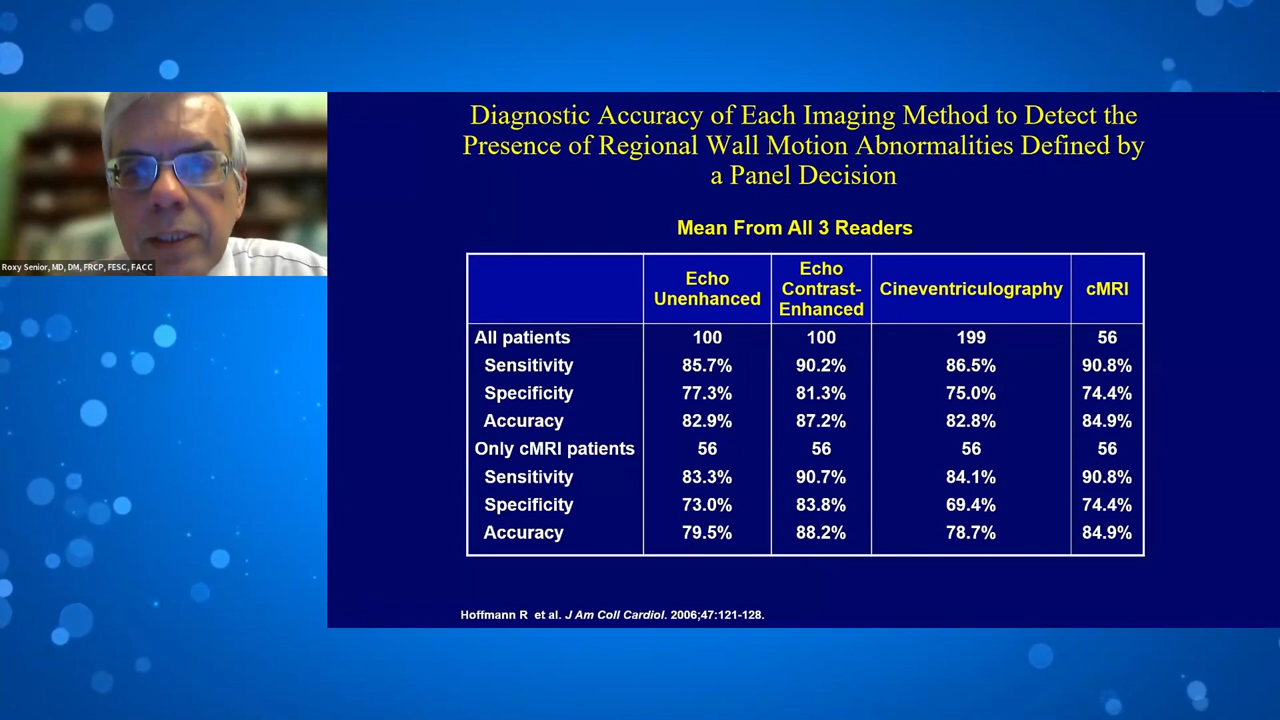 Diagnostic Accuracy of Each Imaging Method to Detect the
Presence of Regional Wall Motion Abnormalities Defined by
a Panel Decision
Mean From All 3 Readers
Echo Unenhanced Echo Contrast-Enhanced Cineventriculography cMRI
All patients 100 100 199 56
Sensitivity 85.7% 90.2% 86.5% 90.8%
Specificity 77.3% 81.3% 75.0% 74.4%
Accuracy 82.9% 87.2% 82.8% 84.9%
Only cMRI patients 56 56 56 56
Sensitivity 83.3% 90.7% 84.1% 90.8%
Specificity 73.0% 83.8% 69.4% 74.4%
Accuracy 79.5% 88.2% 78.7% 84.9%
Hoffmann R et al. J Am Coll Cardiol. 2006;47:121-128.
Roxy Senior, MD, DM, FRCP, FESC, FACC